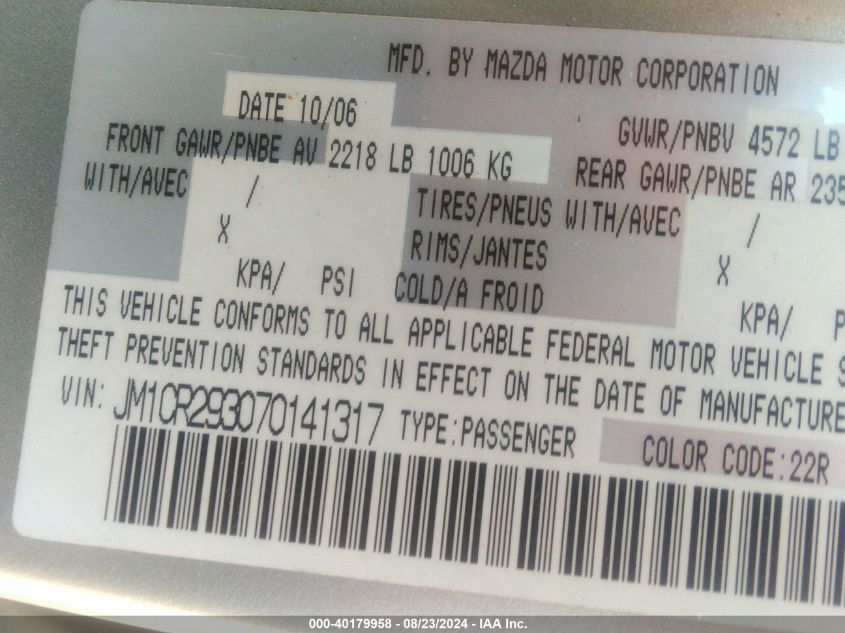 MFD. BY MAZDA MOTOR CORPORATION
DATE 10/06
GVWR/PNBV 4572 LB
FRONT GAWR/PNBE AV 2218 LB 1006 KG
REAR GAWR/PNBE AR 235
WITH/AVEC / TIRES/PNEUS WITH/AVEC /
X RIMS/JANTES X
KPA/ PSI COLD/A FROID KPA/ P
THIS VEHICLE CONFORMS TO ALL APPLICABLE FEDERAL MOTOR VEHICLE S
THEFT PREVENTION STANDARDS IN EFFECT ON THE DATE OF MANUFACTURE
VIN: JM1CR293070141317 TYPE:PASSENGER COLOR CODE:22R
000-40179958 - 08/23/2024 - IAA Inc.